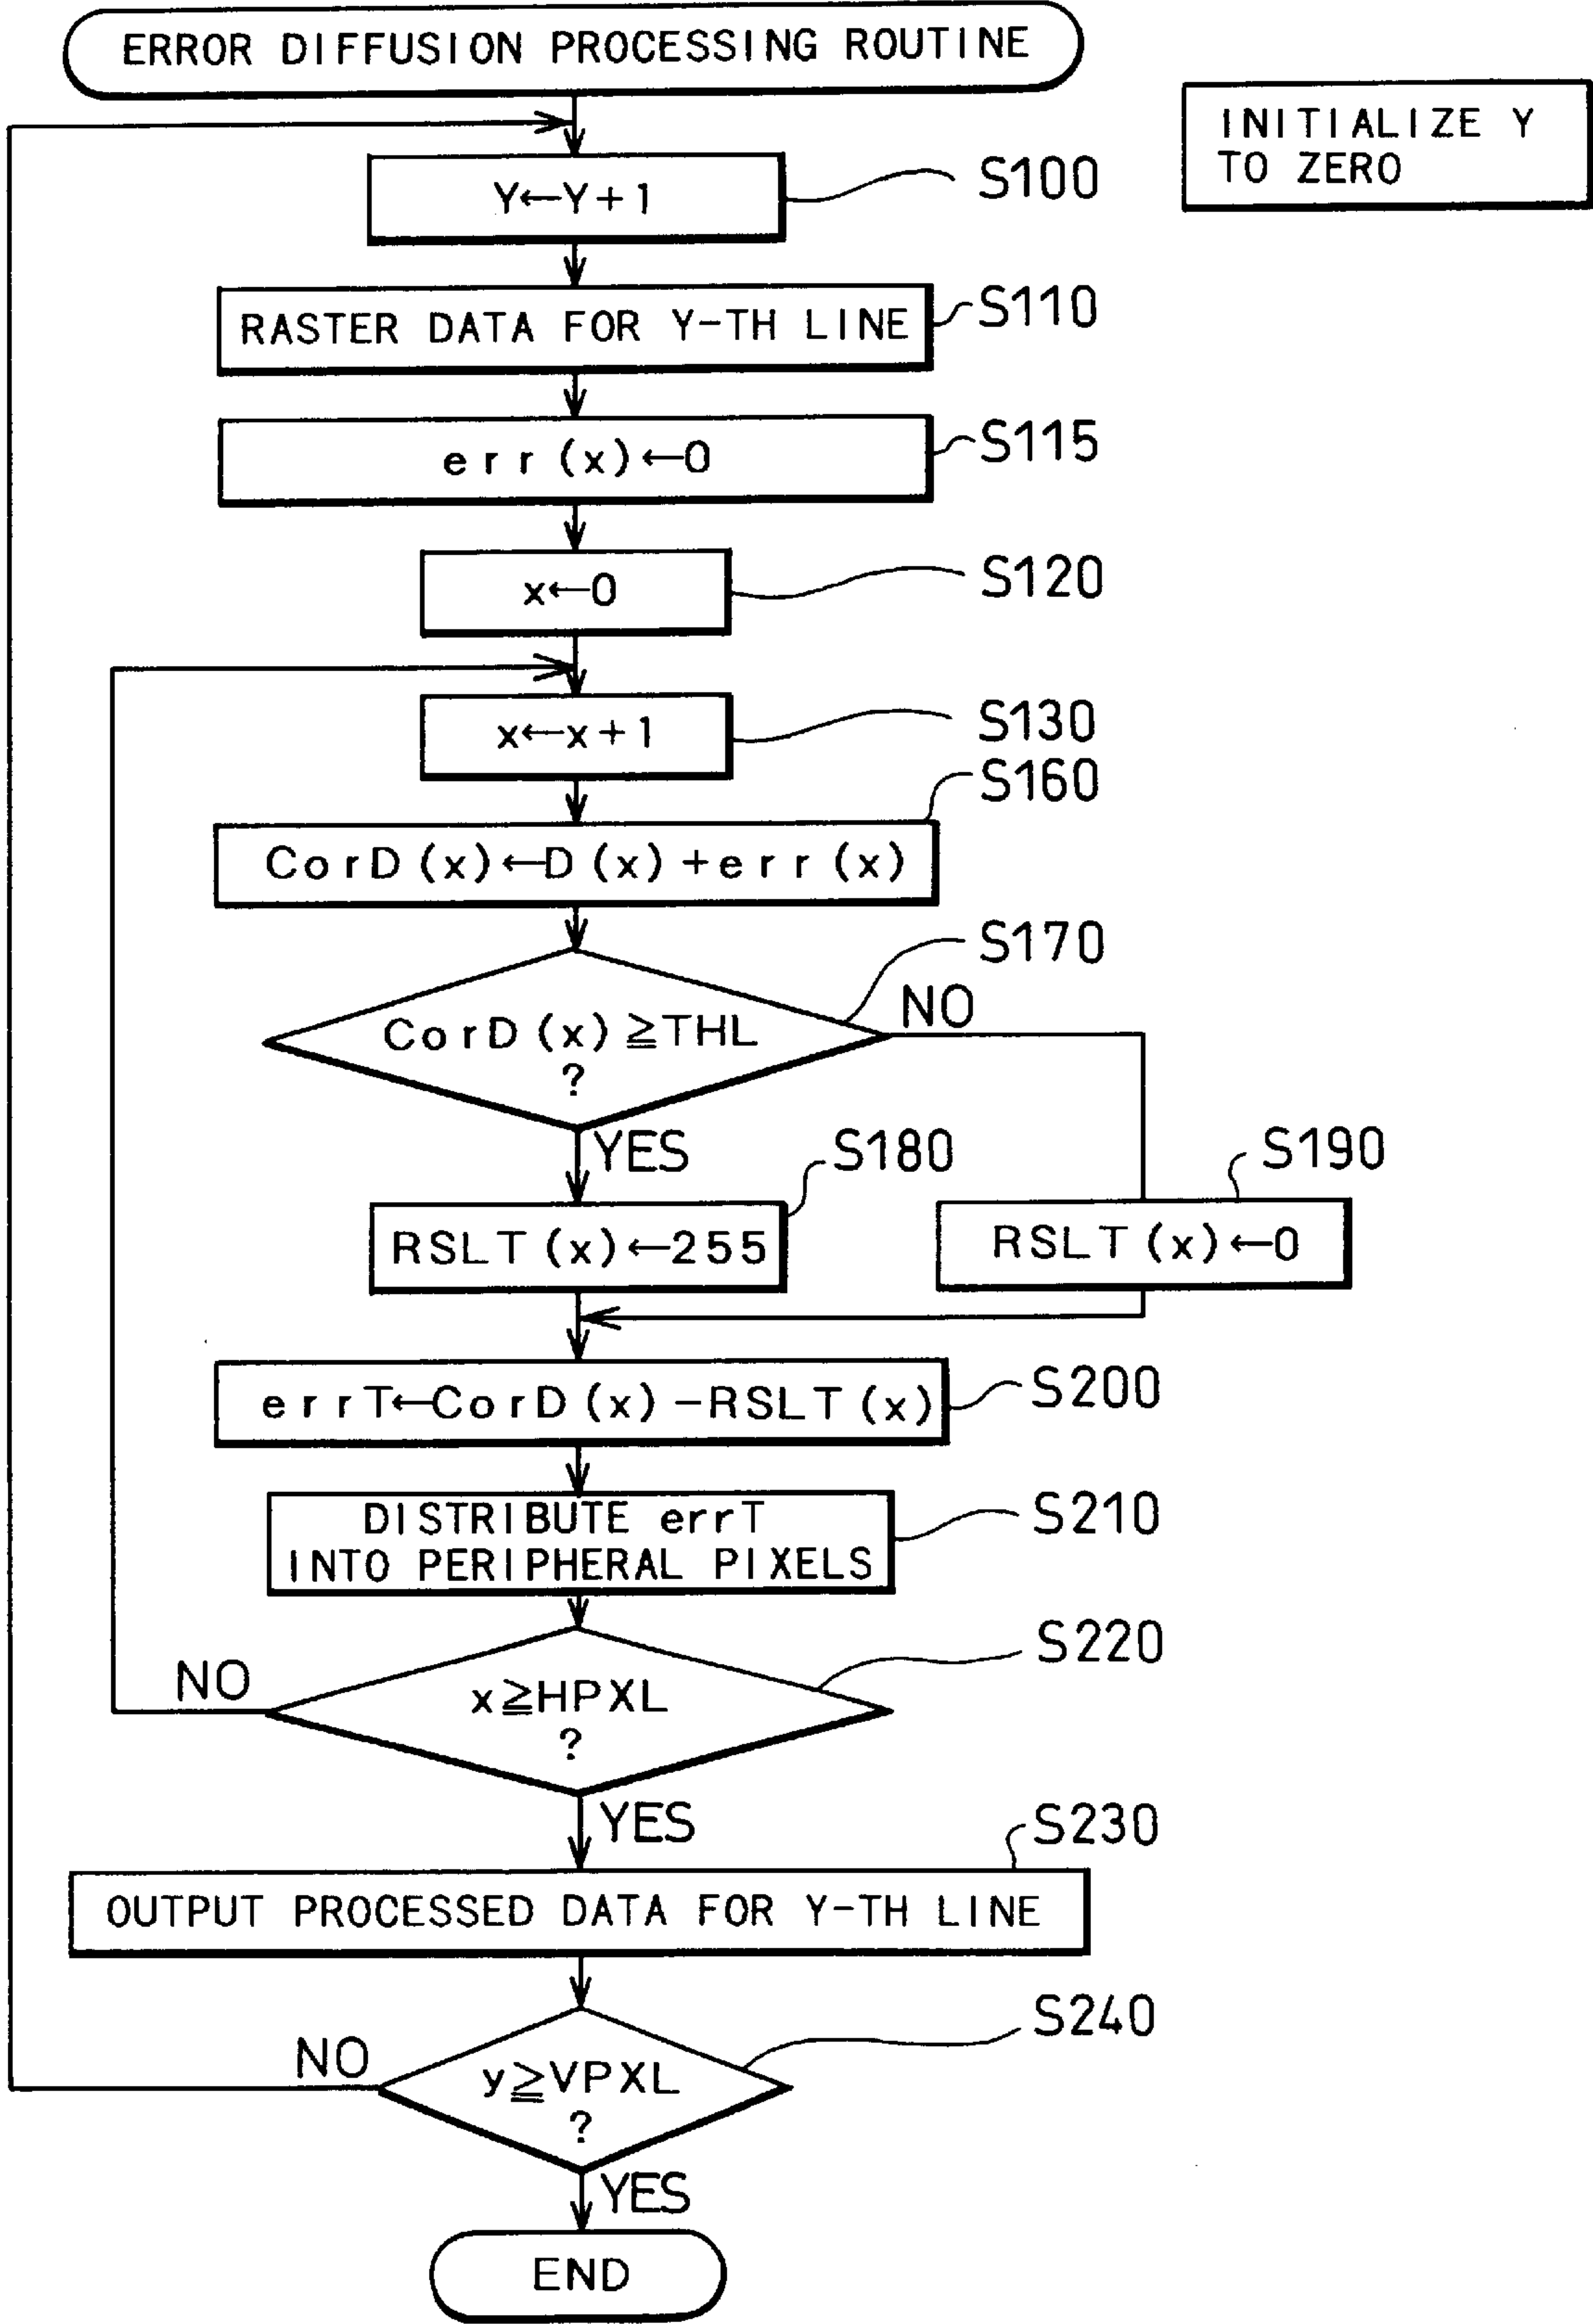 ERROR DIFFUSION PROCESSING ROUTINE
INITIALIZE Y
TO ZERO
Y←Y+1
S100
RASTER DATA FOR Y-TH LINE
S110
err(x)←0
S115
x←0
S120
x←x+1
S130
S160
CorD(x)←D(x)+err(x)
S170
CorD(x)≧THL
?
NO
YES
S180
S190
RSLT(x)←255
RSLT(x)←0
errT←CorD(x)-RSLT(x)
S200
DISTRIBUTE errT
INTO PERIPHERAL PIXELS
S210
S220
x≧HPXL
?
NO
YES
S230
OUTPUT PROCESSED DATA FOR Y-TH LINE
S240
y≧VPXL
?
NO
YES
END